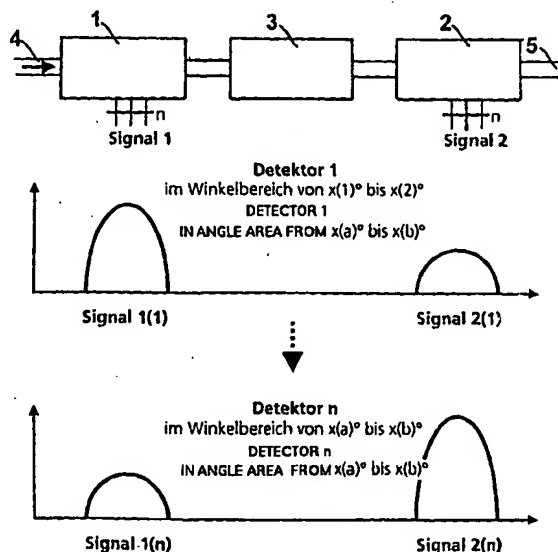 4 1 3 2 5
n n
Signal 1 Signal 2
Detektor 1
im Winkelbereich von x(1)° bis x(2)°
DETECTOR 1
IN ANGLE AREA FROM x(a)° bis x(b)°
Signal 1(1) Signal 2(1)
Detektor n
im Winkelbereich von x(a)° bis x(b)°
DETECTOR n
IN ANGLE AREA FROM x(a)° bis x(b)°
Signal 1(n) Signal 2(n)